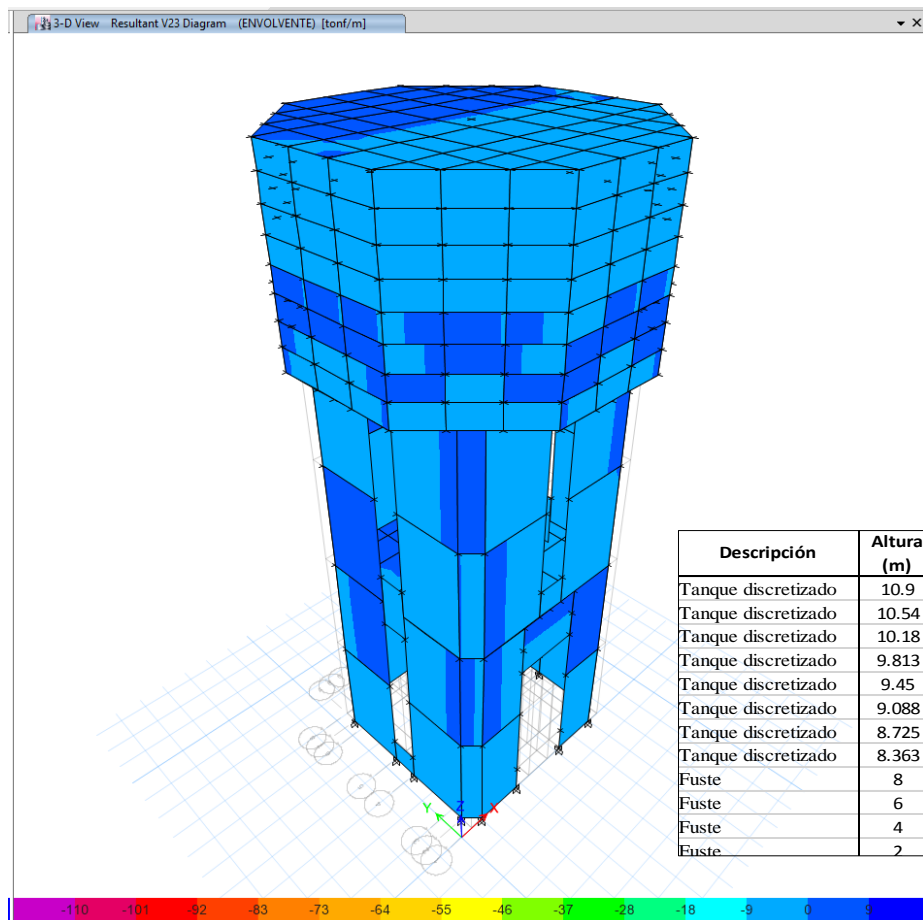 3-D View Resultant V23 Diagram (ENVOLVENTE) [tonf/m]
Descripción Altura (m)
Tanque discretizado 10.9
Tanque discretizado 10.54
Tanque discretizado 10.18
Tanque discretizado 9.813
Tanque discretizado 9.45
Tanque discretizado 9.088
Tanque discretizado 8.725
Tanque discretizado 8.363
Fuste 8
Fuste 6
Fuste 4
Fuste 2
Y Z X
-110 -101 -92 -83 -73 -64 -55 -46 -37 -28 -18 -9 0 9